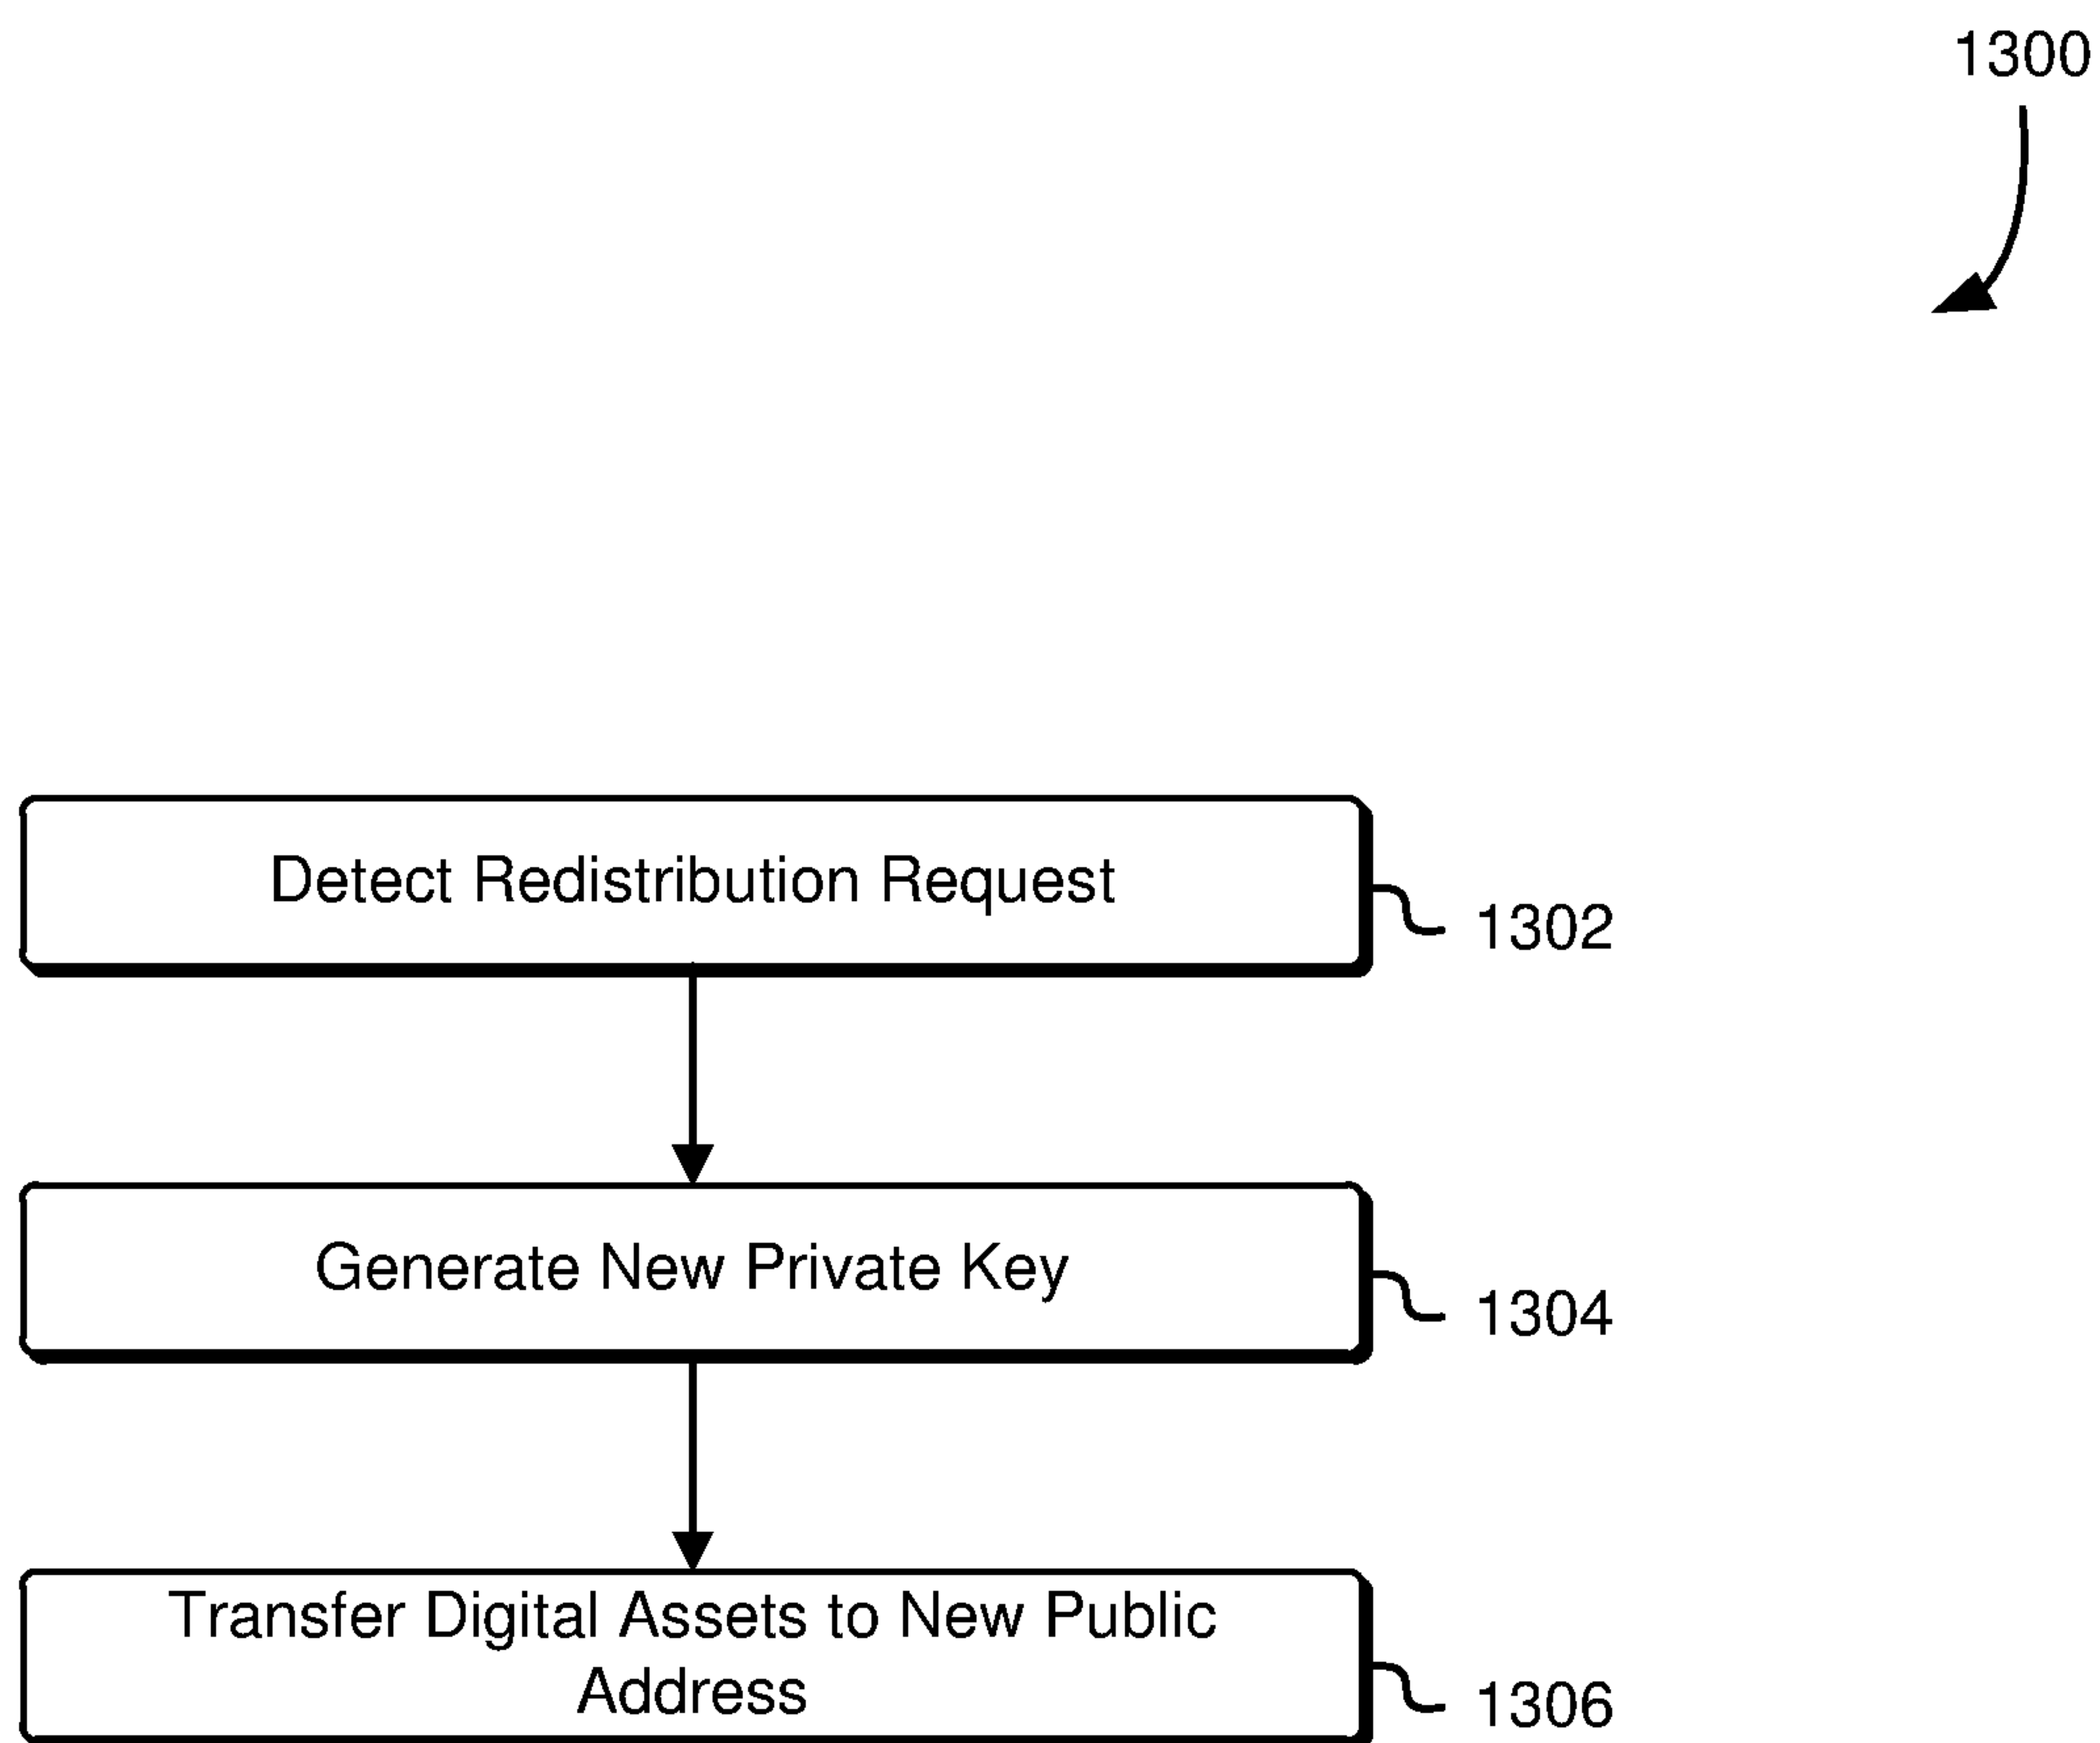 1300
Detect Redistribution Request
1302
Generate New Private Key
1304
Transfer Digital Assets to New Public
Address
1306